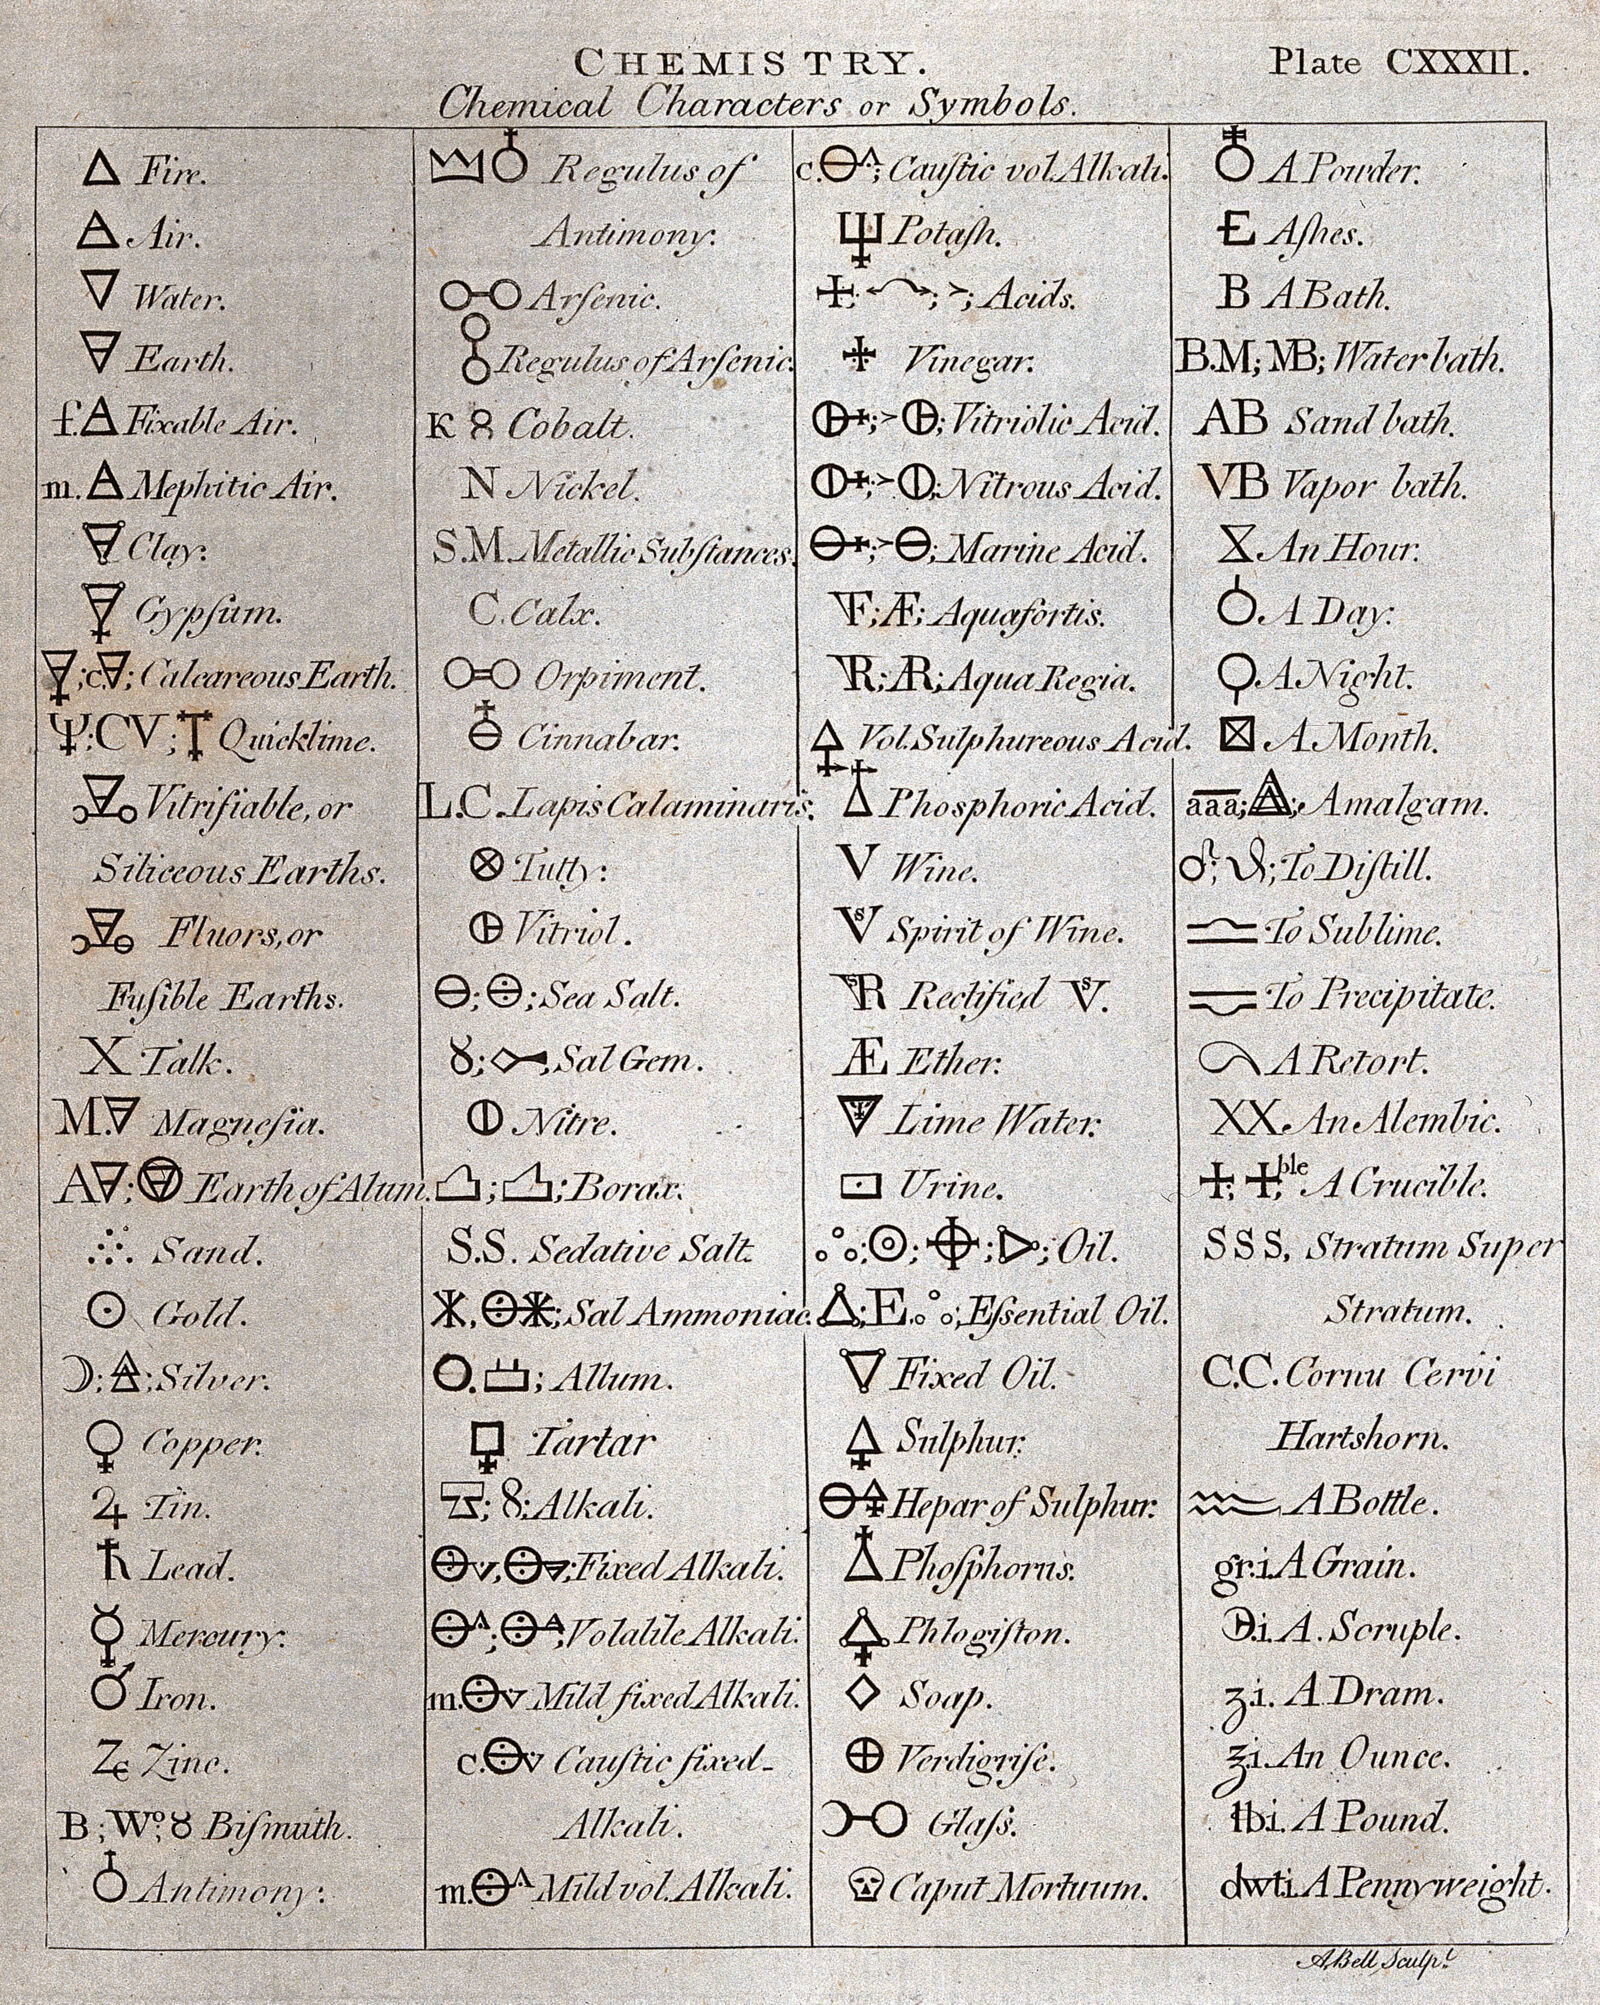 CHEMISTRY.
Plate CXXXII.
Chemical Characters or Symbols.
Fire.
Air.
Water.
Earth.
f. Fixable Air.
m. Mephitic Air.
Clay.
Gypſum.
c. Calcareous Earth.
CV; Quicklime.
Vitrifiable, or
Siliceous Earths.
Fluors, or
Fuſible Earths.
X Talk.
M. Magneſia.
A Earth of Alum.
Sand.
Gold.
Silver.
Copper.
Tin.
Lead.
Mercury.
Iron.
Zinc.
B; Wo; Biſmuth.
Antimony.
Regulus of
Antimony.
Arſenic.
Regulus of Arſenic.
K Cobalt.
N Nickel.
S.M. Metallic Subſtances.
C. Calx.
Orpiment.
Cinnabar.
L.C. Lapis Calaminaris.
Tutty.
Vitriol.
Sea Salt.
Sal Gem.
Nitre.
Borax.
S.S. Sedative Salt.
Sal Ammoniac.
Allum.
Tartar
Alkali.
Fixed Alkali.
Volatile Alkali.
m. Mild fixed Alkali.
c. Cauſtic fixed
Alkali.
m. Mild vol. Alkali.
c. Cauſtic vol. Alkali.
Potaſh.
Acids.
Vinegar.
Vitriolic Acid.
Nitrous Acid.
Marine Acid.
Æ; Aquafortis.
Aqua Regia.
Vol. Sulphureous Acid.
Phosphoric Acid.
V Wine.
Spirit of Wine.
Rectified V.
Æ Ether.
Lime Water.
Urine.
Oil.
E. Eſsential Oil.
Fixed Oil.
Sulphur.
Hepar of Sulphur.
Phoſphorus.
Phlogiſton.
Soap.
Verdigriſe.
Glaſs.
Caput Mortuum.
A Powder.
E Aſhes.
B A Bath.
B.M; MB; Water bath.
AB Sand bath.
VB Vapor bath.
An Hour.
A Day.
A Night.
A Month.
aaa; Amalgam.
To Diſtill.
To Sublime.
To Precipitate.
A Retort.
XX. An Alembic.
ble A Crucible.
SSS, Stratum Super
Stratum.
C.C. Cornu Cervi
Hartshorn.
A Bottle.
gr.i. A Grain.
℈i. A. Scruple.
ʒi. A Dram.
℥i. An Ounce.
lbi. A Pound.
dwt.i. A Pennyweight.
A. Bell Sculpt.